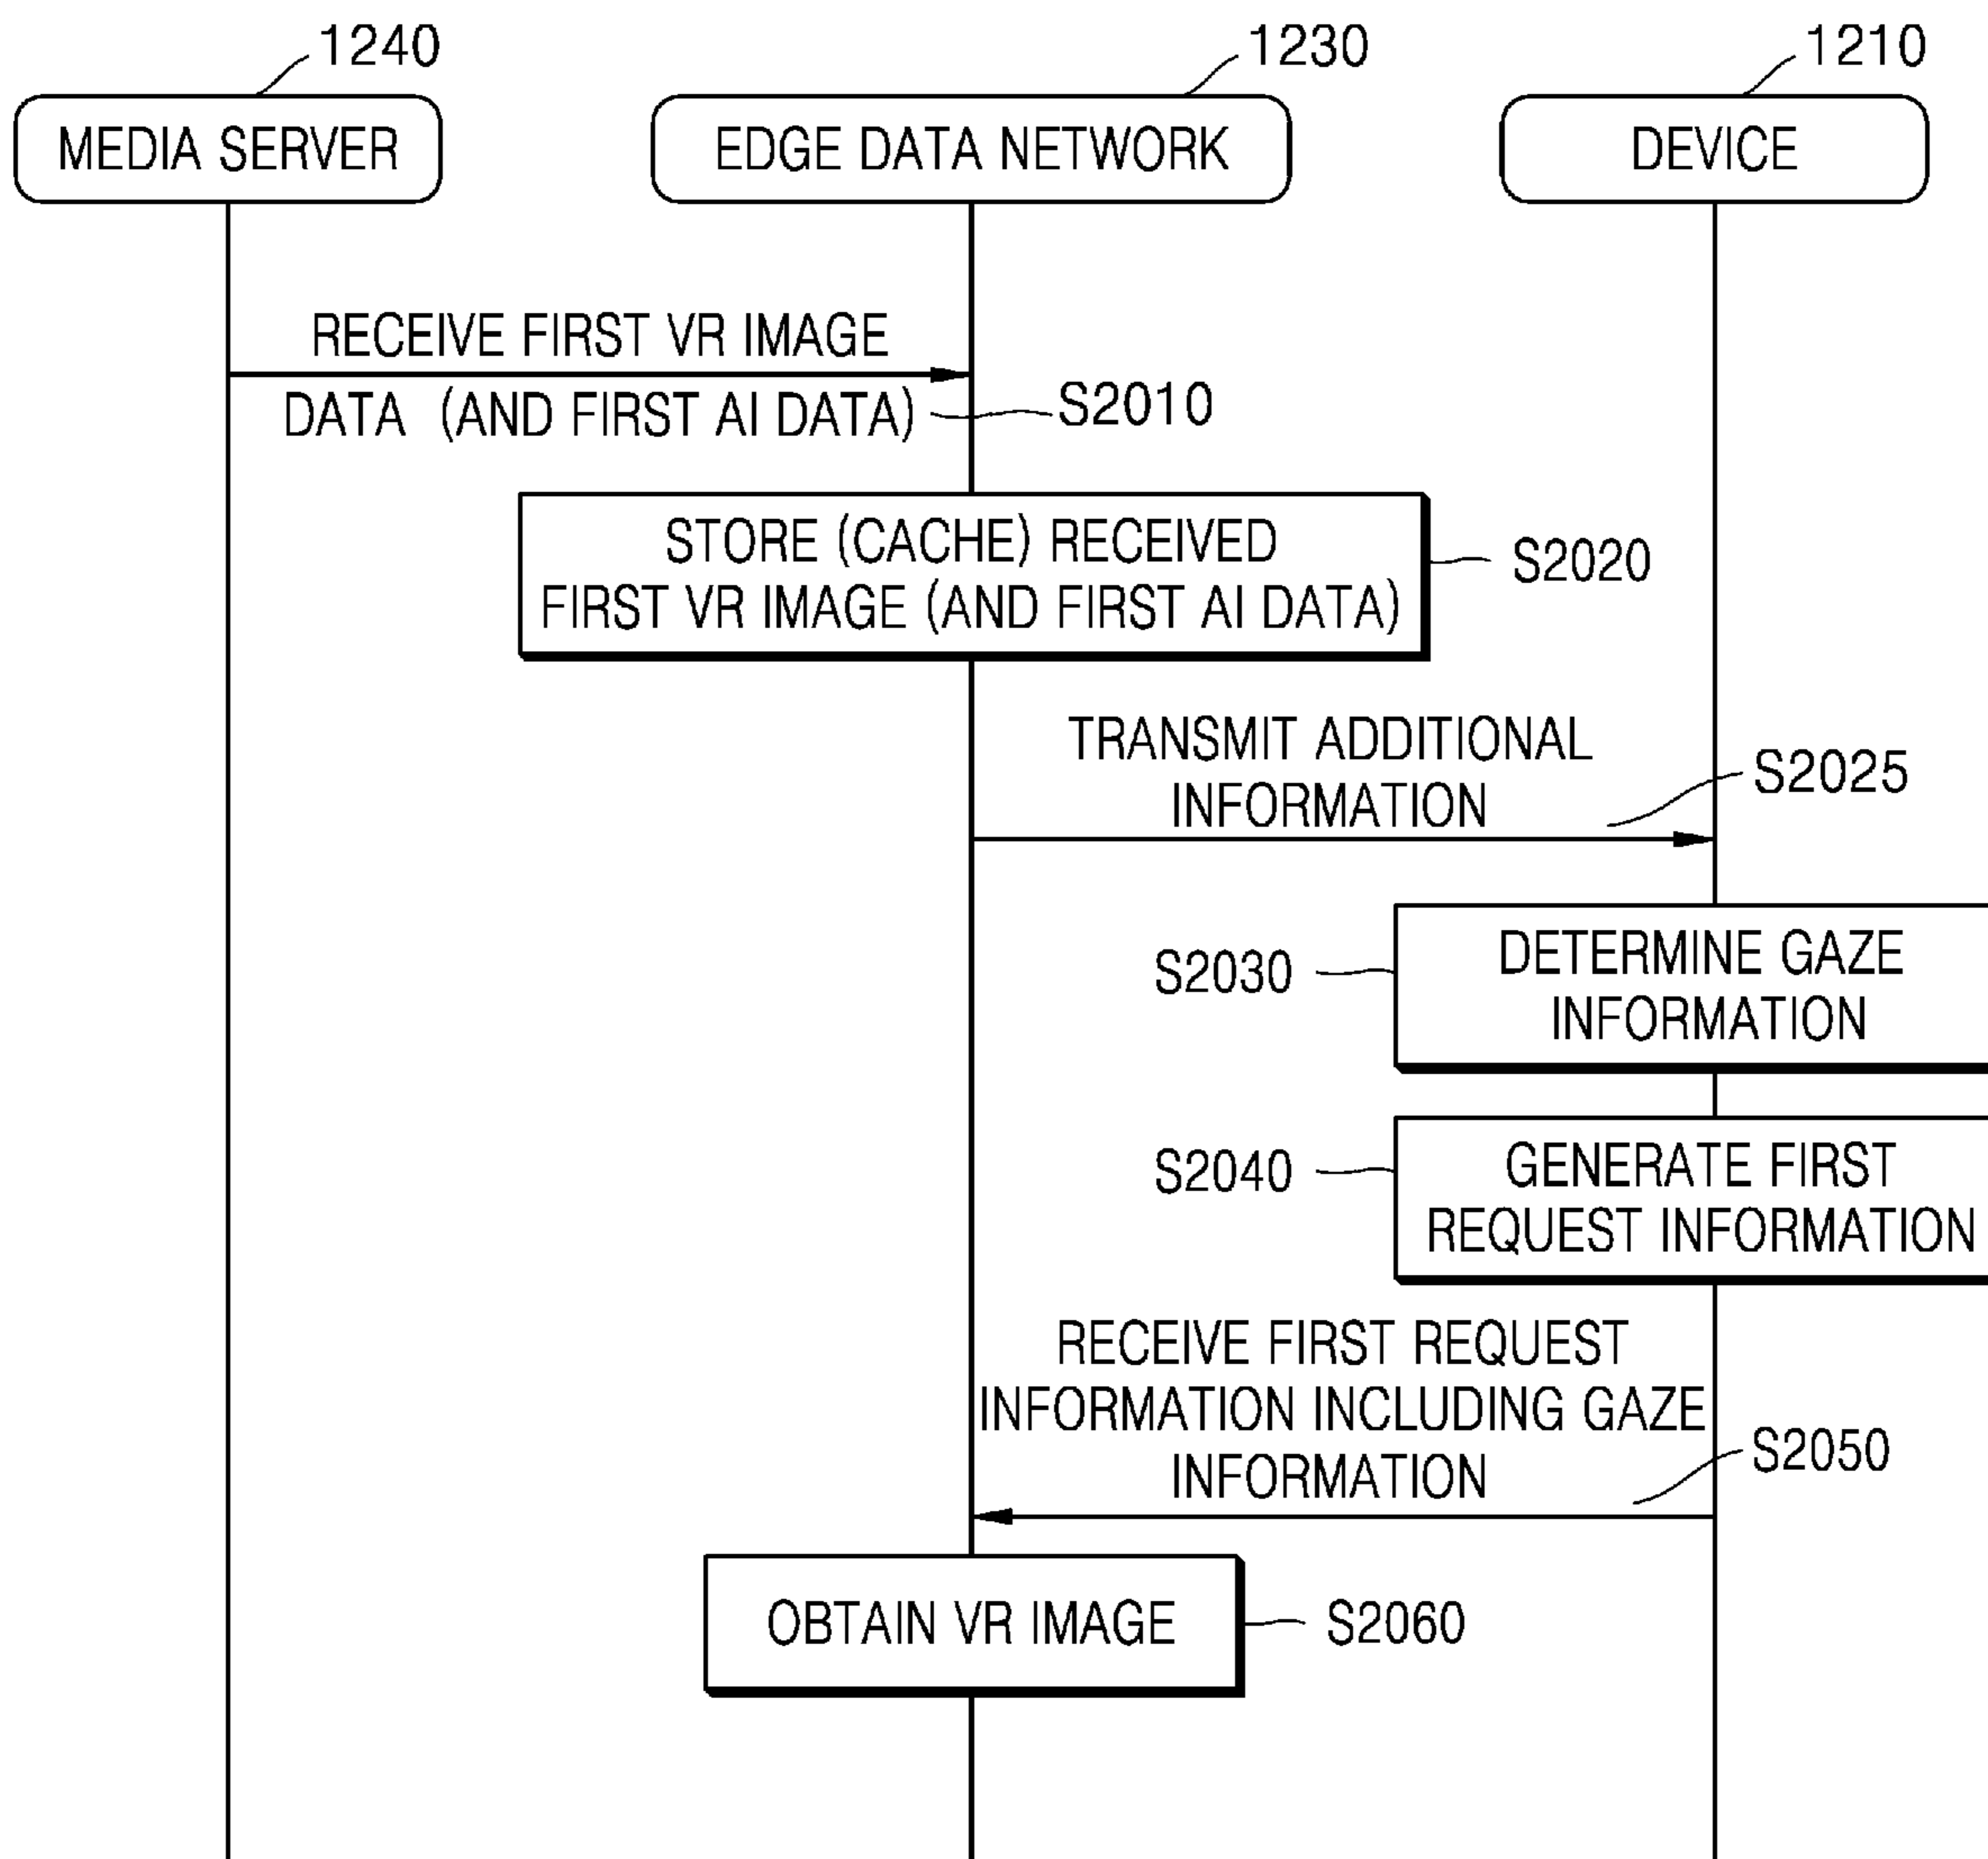 1240
1230
1210
MEDIA SERVER
EDGE DATA NETWORK
DEVICE
RECEIVE FIRST VR IMAGE
DATA (AND FIRST AI DATA)
S2010
STORE (CACHE) RECEIVED
FIRST VR IMAGE (AND FIRST AI DATA)
S2020
TRANSMIT ADDITIONAL
INFORMATION
S2025
S2030
DETERMINE GAZE
INFORMATION
S2040
GENERATE FIRST
REQUEST INFORMATION
RECEIVE FIRST REQUEST
INFORMATION INCLUDING GAZE
INFORMATION
S2050
OBTAIN VR IMAGE
S2060